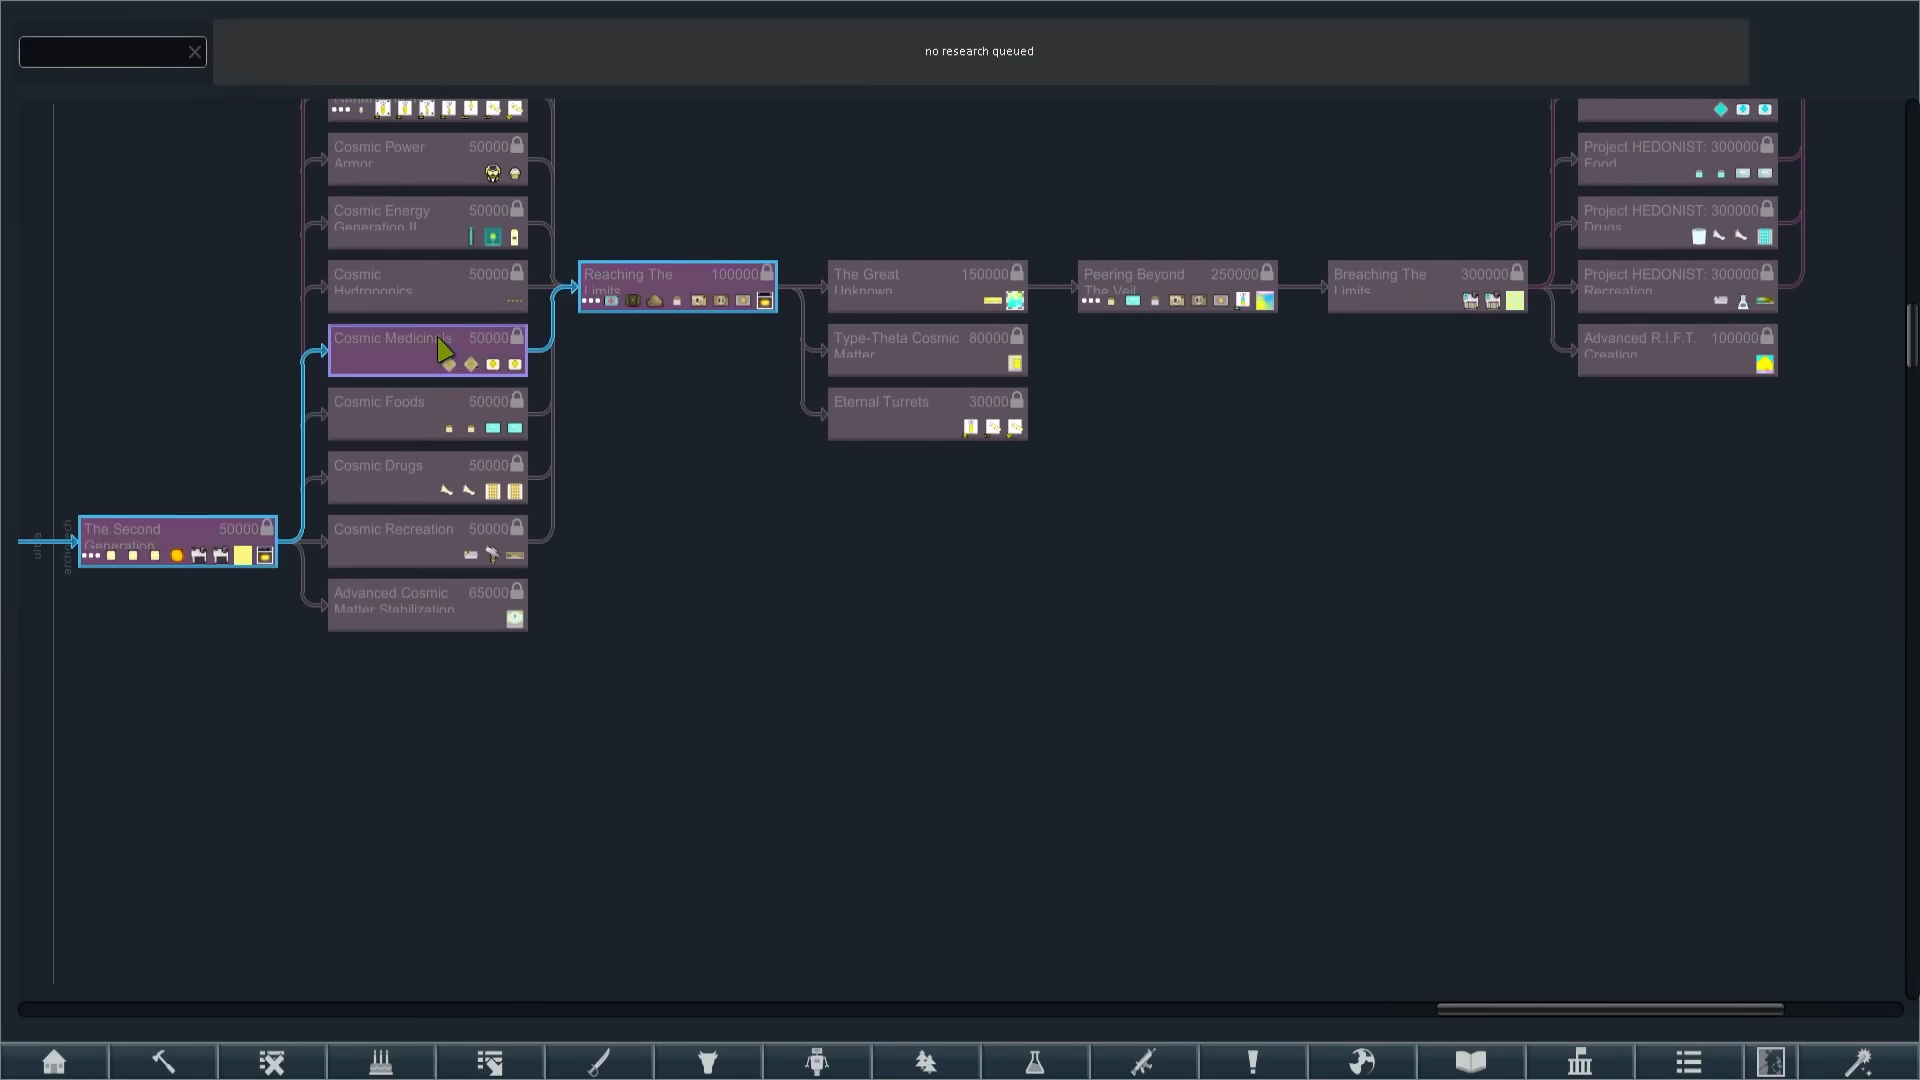 no research queued
Cosmic Power
Armor
50000
Cosmic Energy
Generation II
50000
Cosmic
Hydroponics
50000
Cosmic Medicinals
50000
Cosmic Foods
50000
Cosmic Drugs
50000
Cosmic Recreation
50000
Advanced Cosmic
Matter Stabilization
65000
ultra
archotech
The Second
Generation
50000
Reaching The
Limits
100000
The Great
Unknown
150000
Type-Theta Cosmic
Matter
80000
Eternal Turrets
30000
Peering Beyond
The Veil
250000
Breaching The
Limits
300000
Project HEDONIST:
Food
300000
Project HEDONIST:
Drugs
300000
Project HEDONIST:
Recreation
300000
Advanced R.I.F.T.
Creation
100000